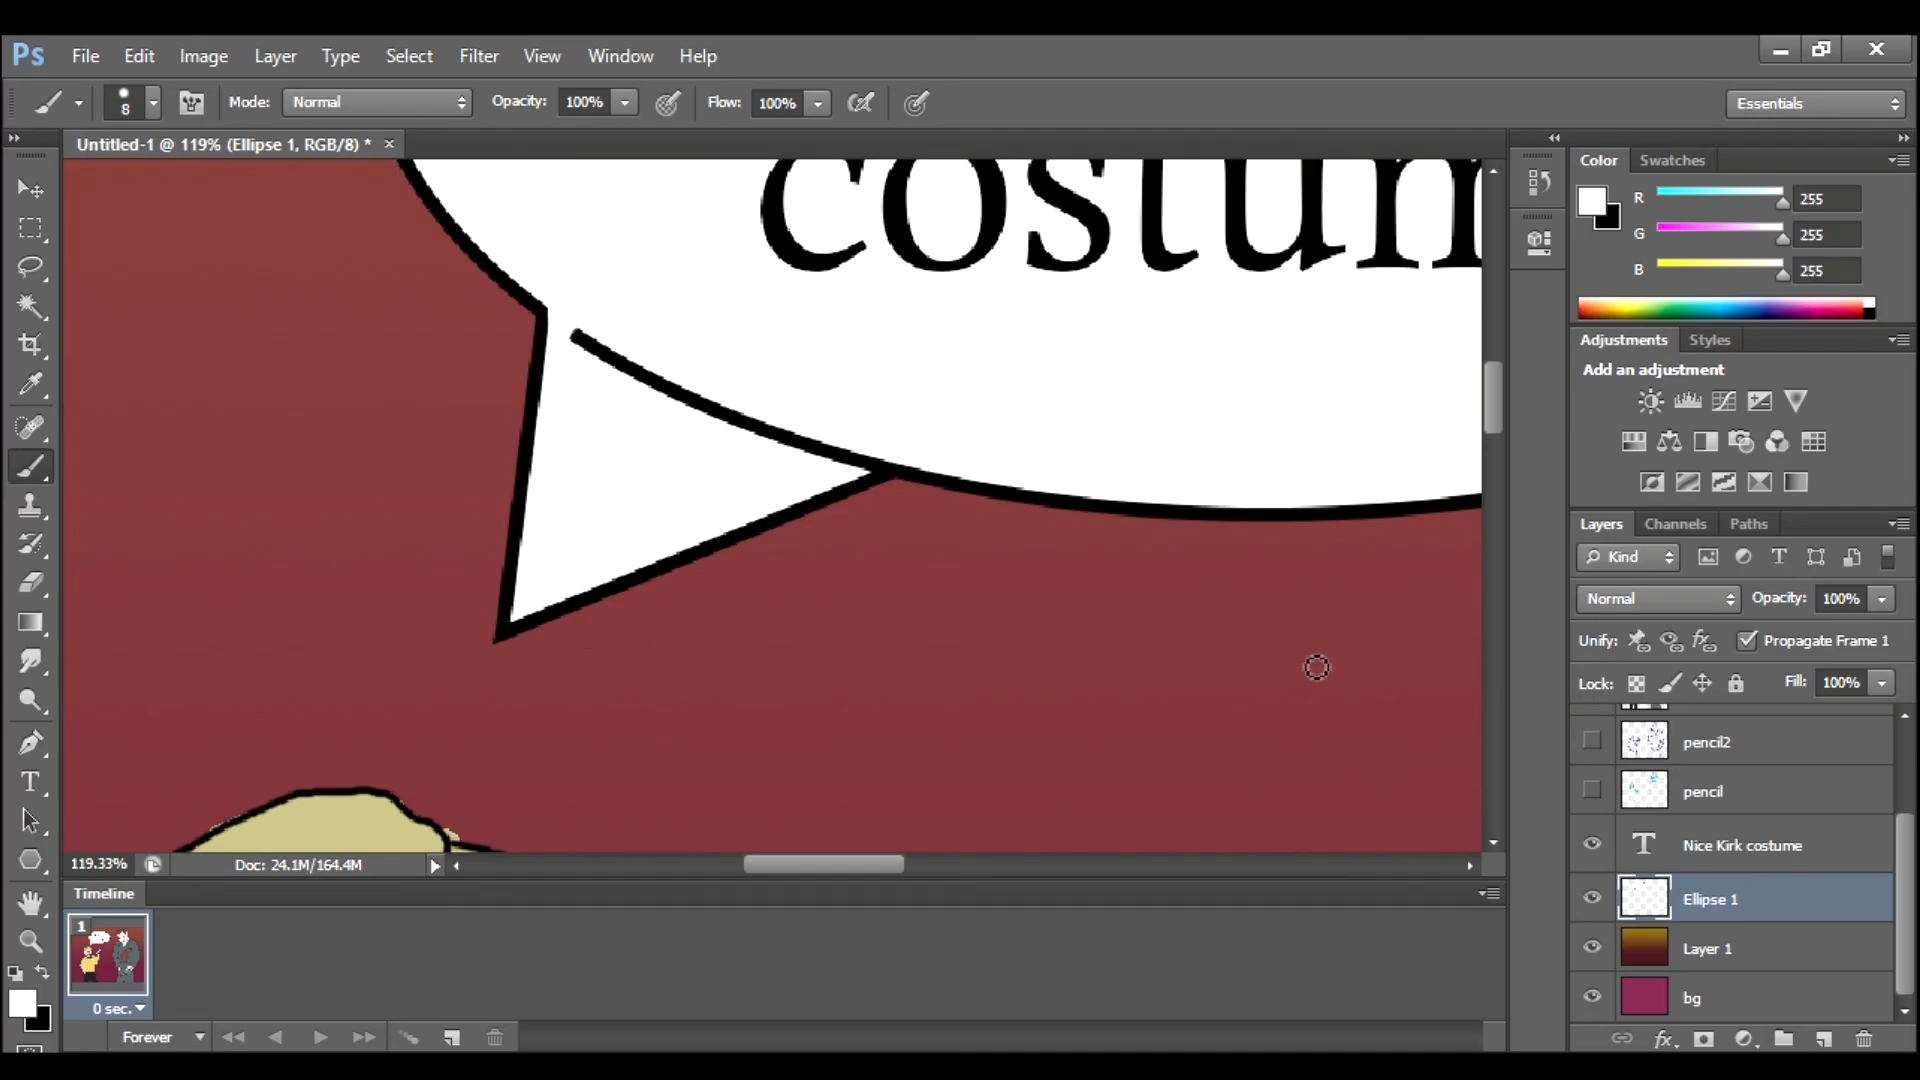 Ps File Edit Image Layer Type Select Filter View Window Help
8 Mode: Normal Opacity: 100% Flow: 100% Essentials
Untitled-1 @ 119% (Ellipse 1, RGB/8) * ×
costum
Color Swatches
R 255
G 255
B 255
Adjustments Styles
Add an adjustment
Layers Channels Paths
Kind
Normal Opacity: 100%
Unify: Propagate Frame 1
Lock: Fill: 100%
pencil2
pencil
T Nice Kirk costume
Ellipse 1
Layer 1
bg
119.33% Doc: 24.1M/164.4M
Timeline
1
0 sec.
Forever